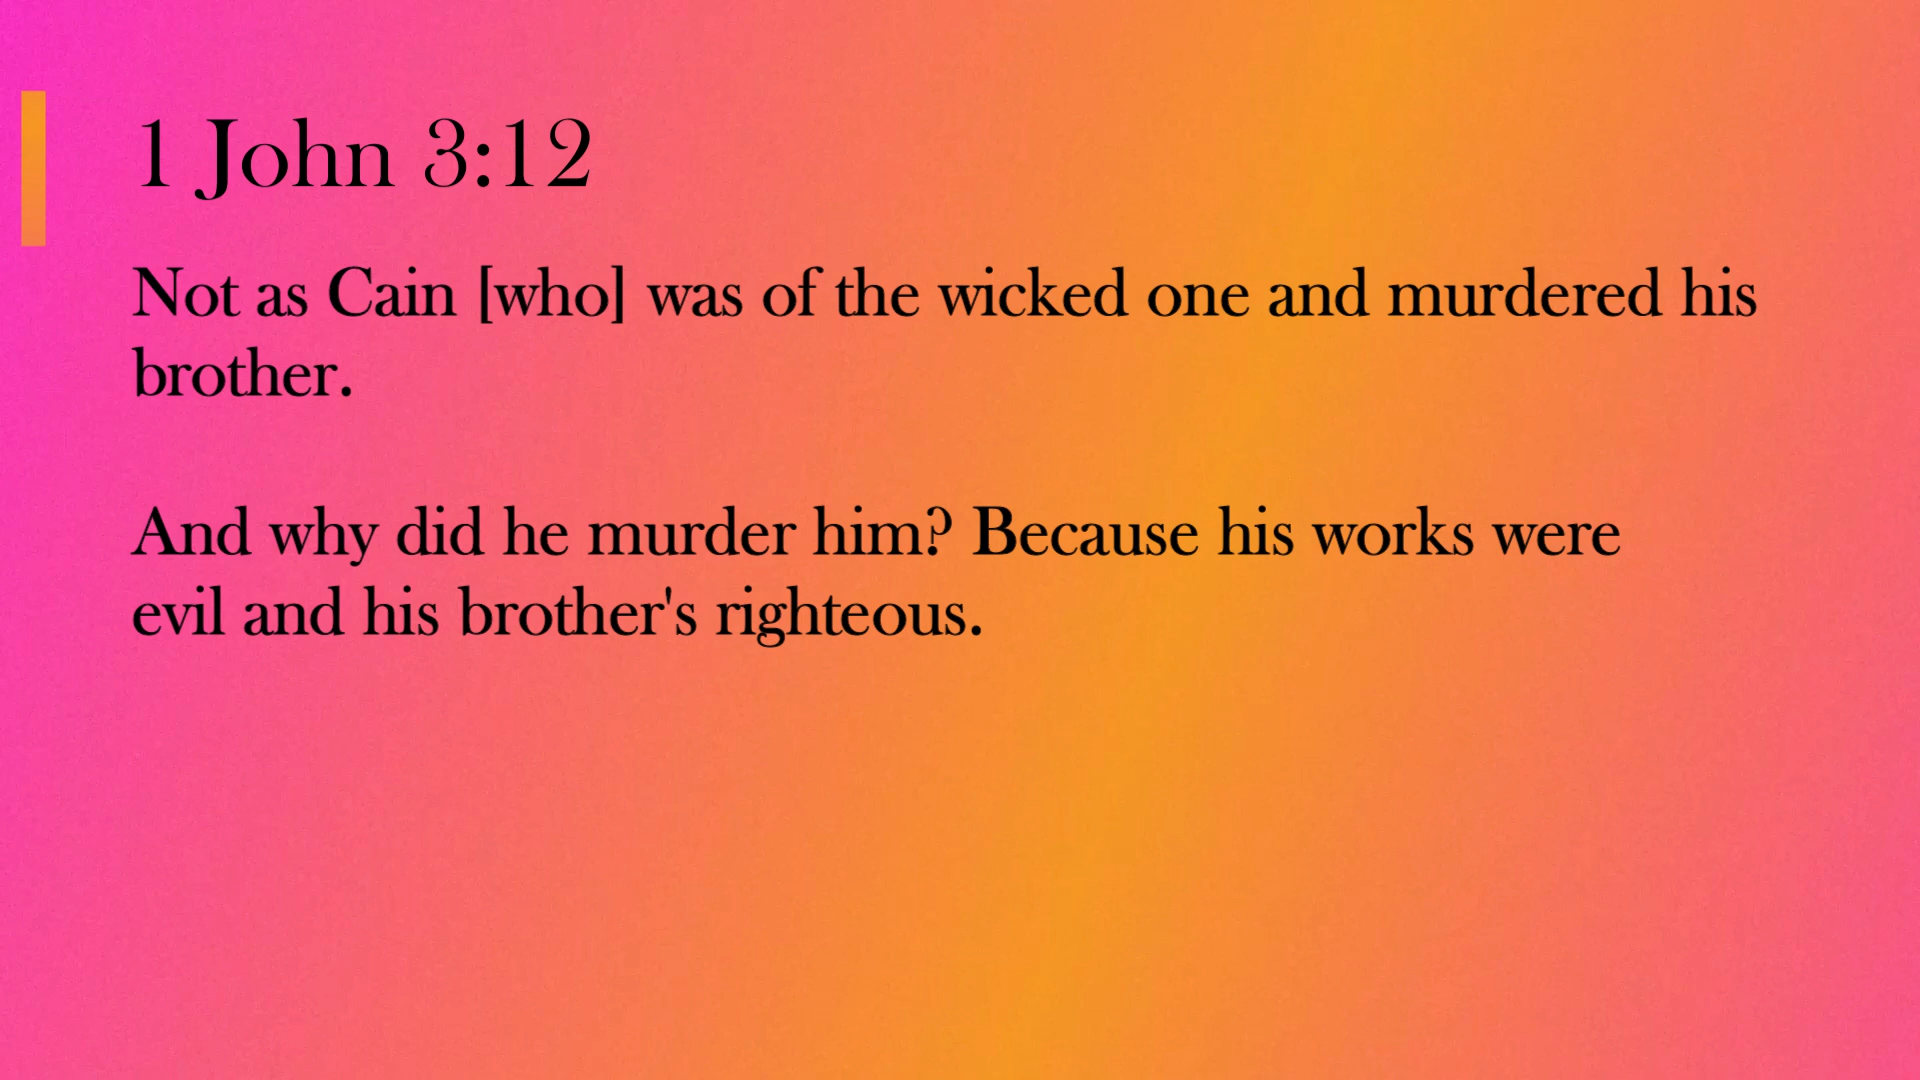 1 John 3:12
Not as Cain [who] was of the wicked one and murdered his
brother.
And why did he murder him? Because his works were
evil and his brother's righteous.